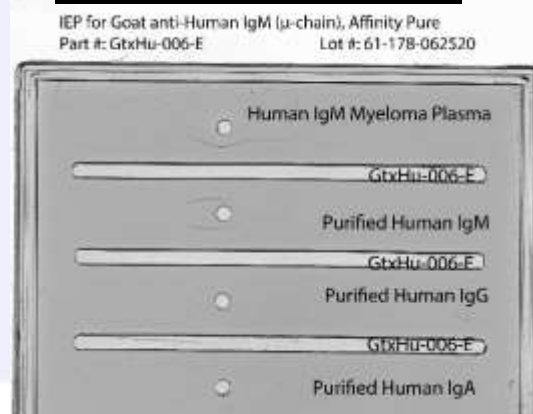 IEP for Goat anti-Human IgM (µ-chain), Affinity Pure
Part #: GtxHu-006-E Lot #: 61-178-062520
Human IgM Myeloma Plasma
GtxHu-006-E
Purified Human IgM
GtxHu-006-E
Purified Human IgG
GtxHu-006-E
Purified Human IgA